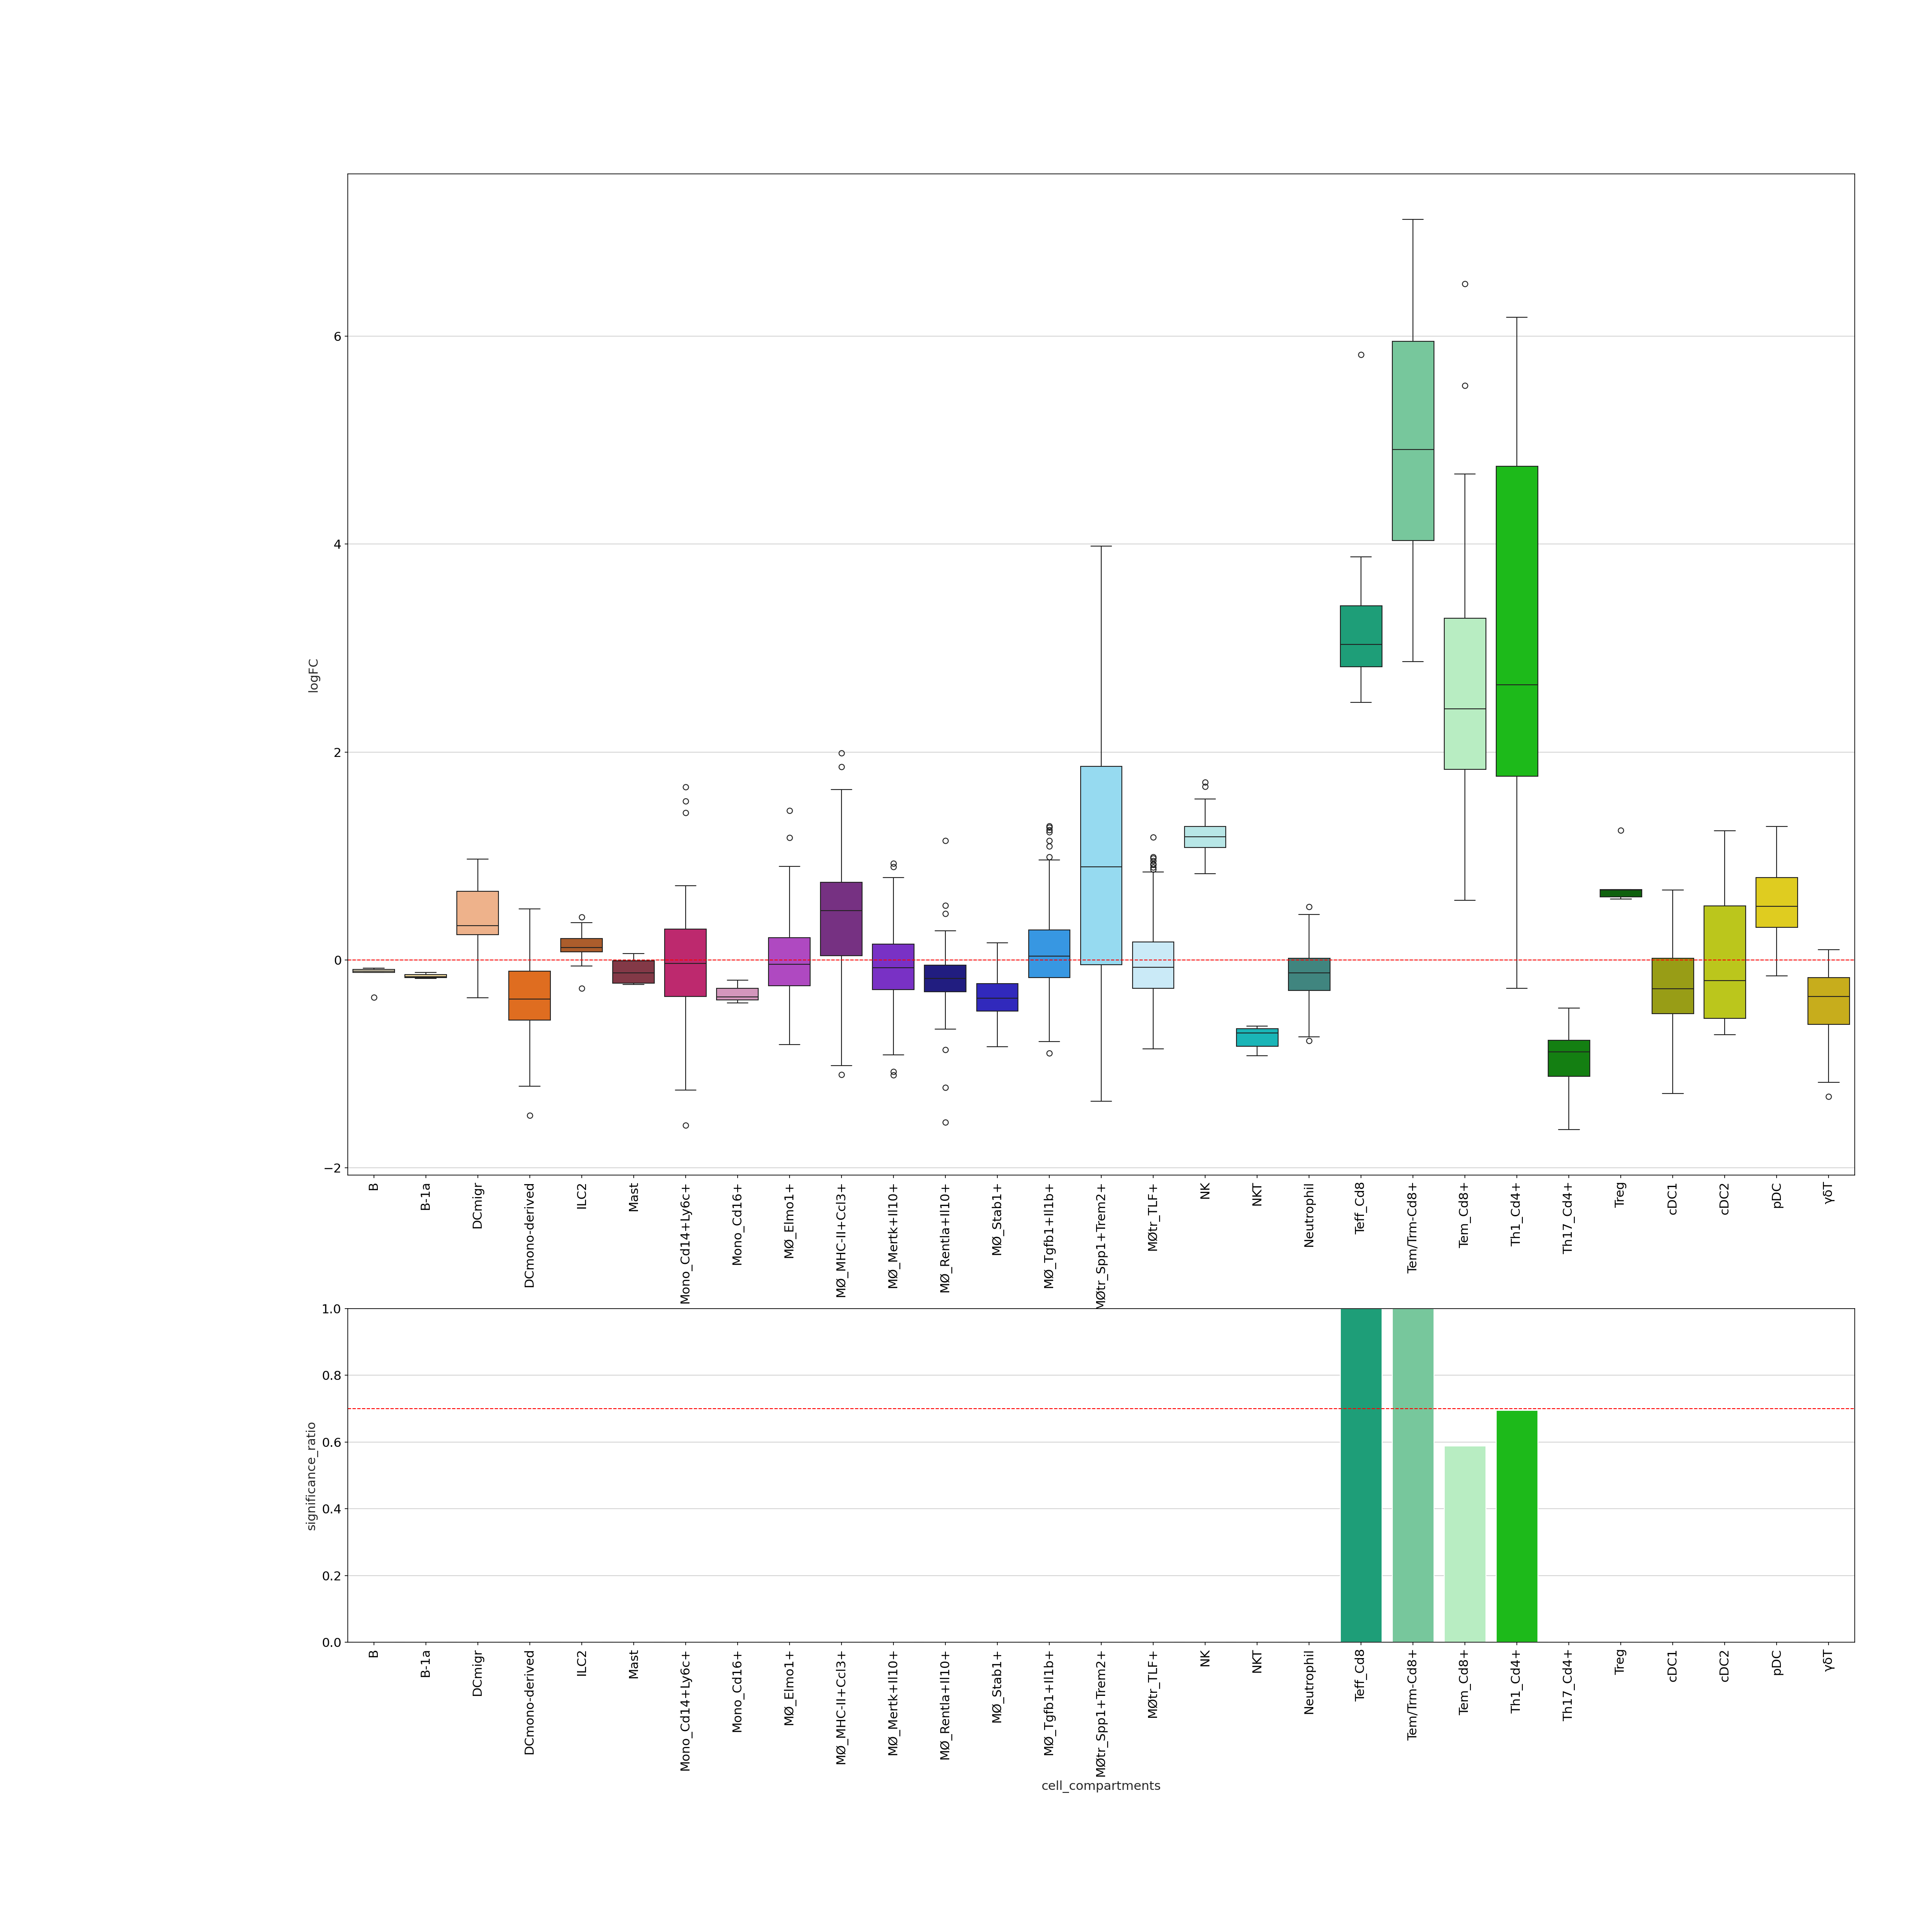 logFC
6
4
2
0
−2
B
B-1a
DCmigr
DCmono-derived
ILC2
Mast
Mono_Cd14+Ly6c+
Mono_Cd16+
MØ_Elmo1+
MØ_MHC-II+Ccl3+
MØ_Mertk+Il10+
MØ_Rentla+Il10+
MØ_Stab1+
MØ_Tgfb1+Il1b+
MØtr_Spp1+Trem2+
MØtr_TLF+
NK
NKT
Neutrophil
Teff_Cd8
Tem/Trm-Cd8+
Tem_Cd8+
Th1_Cd4+
Th17_Cd4+
Treg
cDC1
cDC2
pDC
γδT
significance_ratio
1.0
0.8
0.6
0.4
0.2
0.0
B
B-1a
DCmigr
DCmono-derived
ILC2
Mast
Mono_Cd14+Ly6c+
Mono_Cd16+
MØ_Elmo1+
MØ_MHC-II+Ccl3+
MØ_Mertk+Il10+
MØ_Rentla+Il10+
MØ_Stab1+
MØ_Tgfb1+Il1b+
MØtr_Spp1+Trem2+
MØtr_TLF+
NK
NKT
Neutrophil
Teff_Cd8
Tem/Trm-Cd8+
Tem_Cd8+
Th1_Cd4+
Th17_Cd4+
Treg
cDC1
cDC2
pDC
γδT
cell_compartments